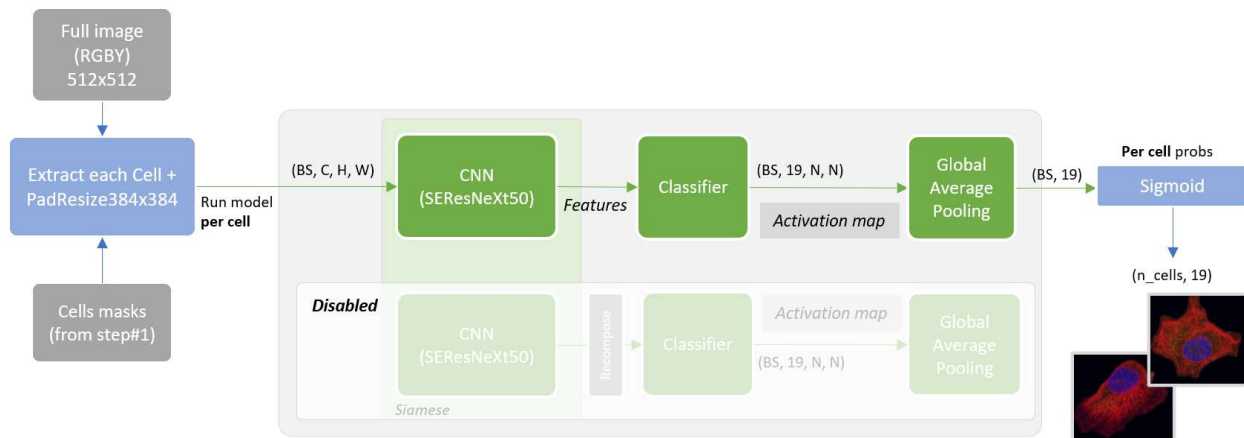 Full image
(RGBY)
512x512
Extract each Cell +
PadResize384x384
Cells masks
(from step#1)
Run model
per cell
(BS, C, H, W)
CNN
(SEResNeXt50)
Features
Classifier
(BS, 19, N, N)
Activation map
Global
Average
Pooling
(BS, 19)
Per cell probs
Sigmoid
(n_cells, 19)
Disabled
CNN
(SEResNeXt50)
Siamese
Recompose
Classifier
Activation map
(BS, 19, N, N)
Global
Average
Pooling